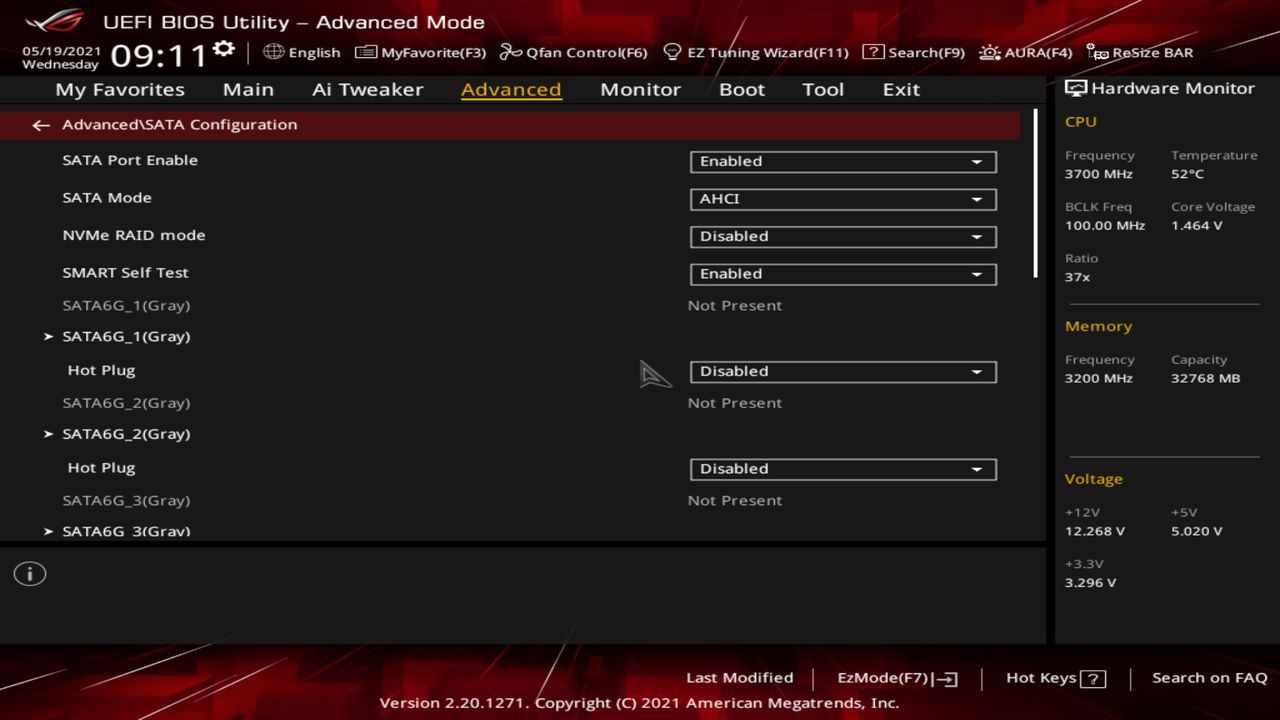 UEFI BIOS Utility – Advanced Mode
05/19/2021
Wednesday
09:11
English
MyFavorite(F3)
Qfan Control(F6)
EZ Tuning Wizard(F11)
Search(F9)
AURA(F4)
ReSize BAR
My Favorites Main Ai Tweaker Advanced Monitor Boot Tool Exit
Hardware Monitor
Advanced\SATA Configuration
SATA Port Enable Enabled
SATA Mode AHCI
NVMe RAID mode Disabled
SMART Self Test Enabled
SATA6G_1(Gray) Not Present
SATA6G_1(Gray)
Hot Plug Disabled
SATA6G_2(Gray) Not Present
SATA6G_2(Gray)
Hot Plug Disabled
SATA6G_3(Gray) Not Present
SATA6G_3(Gray)
CPU
Frequency Temperature
3700 MHz 52°C
BCLK Freq Core Voltage
100.00 MHz 1.464 V
Ratio
37x
Memory
Frequency Capacity
3200 MHz 32768 MB
Voltage
+12V +5V
12.268 V 5.020 V
+3.3V
3.296 V
Last Modified
EzMode(F7)
Hot Keys ?
Search on FAQ
Version 2.20.1271. Copyright (C) 2021 American Megatrends, Inc.